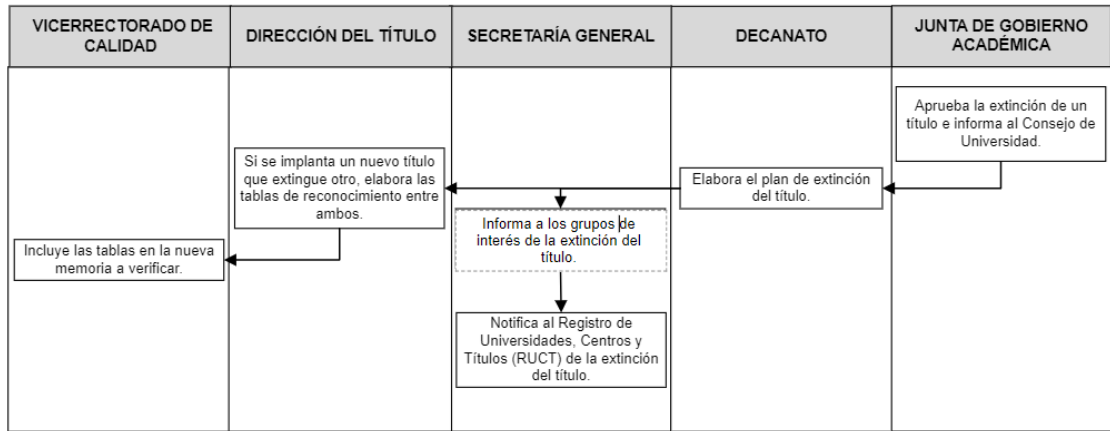 VICERRECTORADO DE
CALIDAD
DIRECCIÓN DEL TÍTULO
SECRETARÍA GENERAL
DECANATO
JUNTA DE GOBIERNO
ACADÉMICA
Aprueba la extinción de un
título e informa al Consejo de
Universidad.
Elabora el plan de extinción
del título.
Si se implanta un nuevo título
que extingue otro, elabora las
tablas de reconocimiento entre
ambos.
Informa a los grupos de
interés de la extinción del
título.
Incluye las tablas en la nueva
memoria a verificar.
Notifica al Registro de
Universidades, Centros y
Títulos (RUCT) de la extinción
del título.